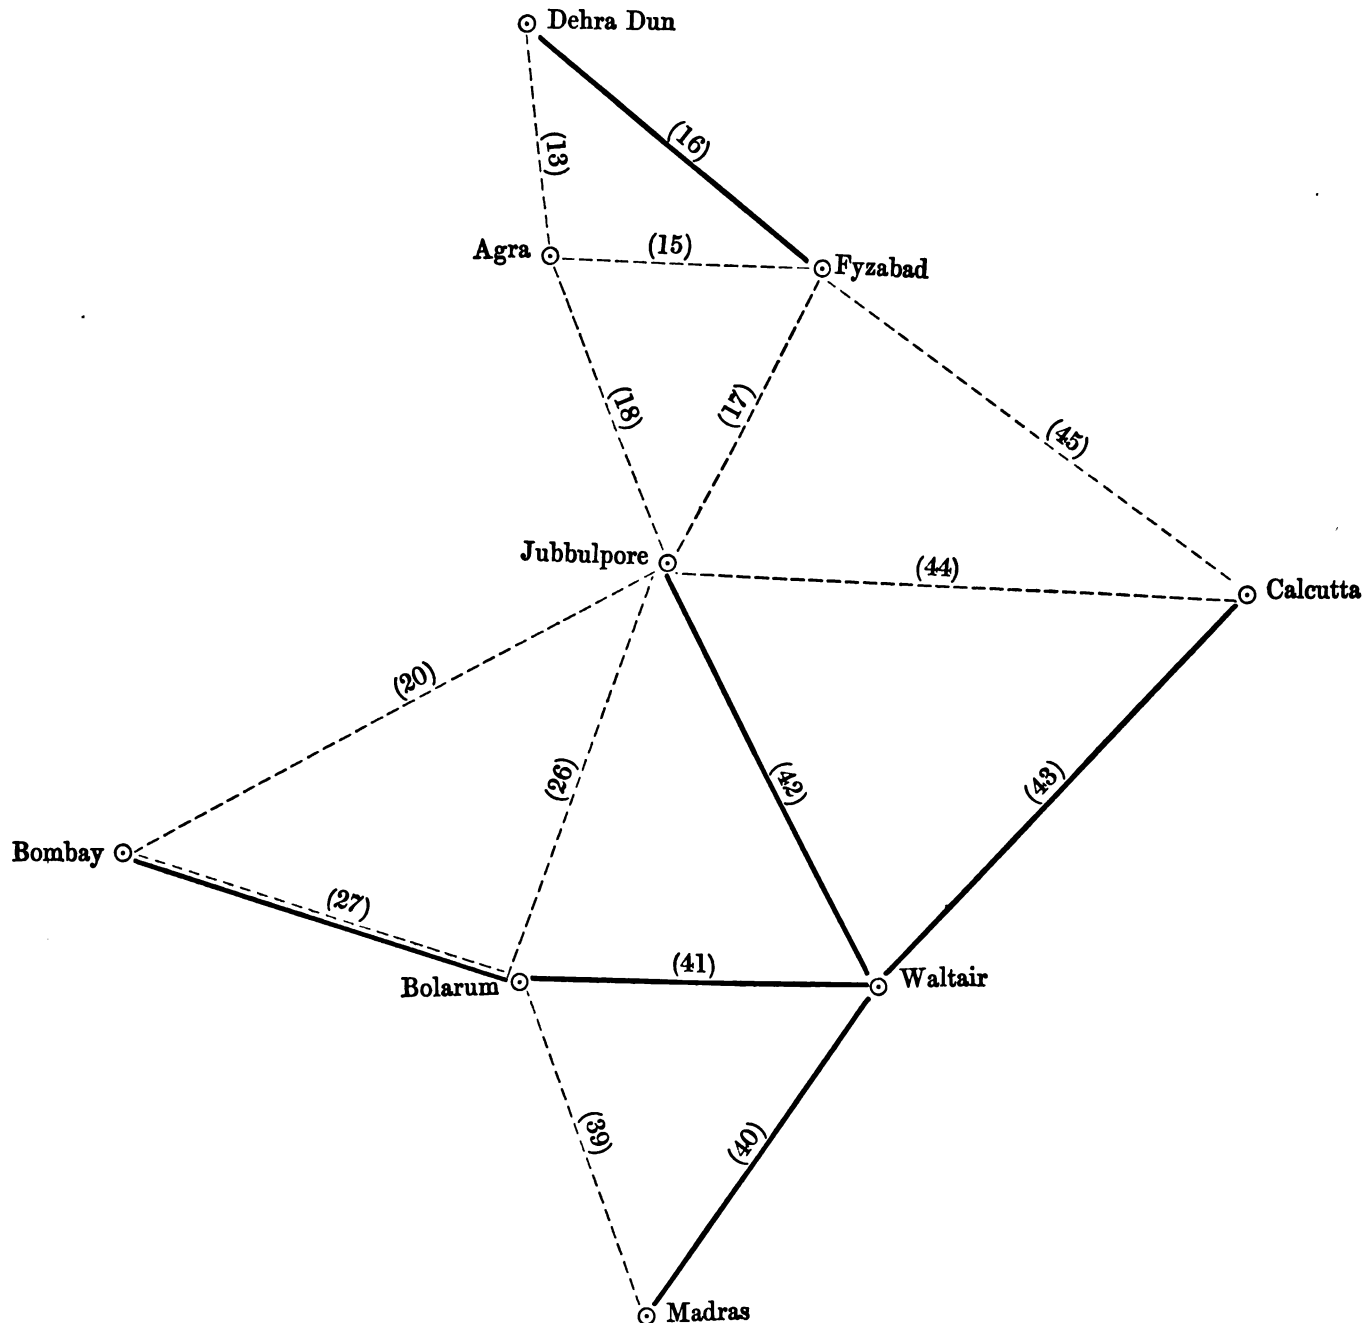 Dehra Dun
(16)
(13)
Agra
(15)
Fyzabad
(18)
(17)
(45)
Jubbulpore
(44)
Calcutta
(20)
(26)
(42)
(43)
Bombay
(27)
(41)
Bolarum
Waltair
(39)
(40)
Madras